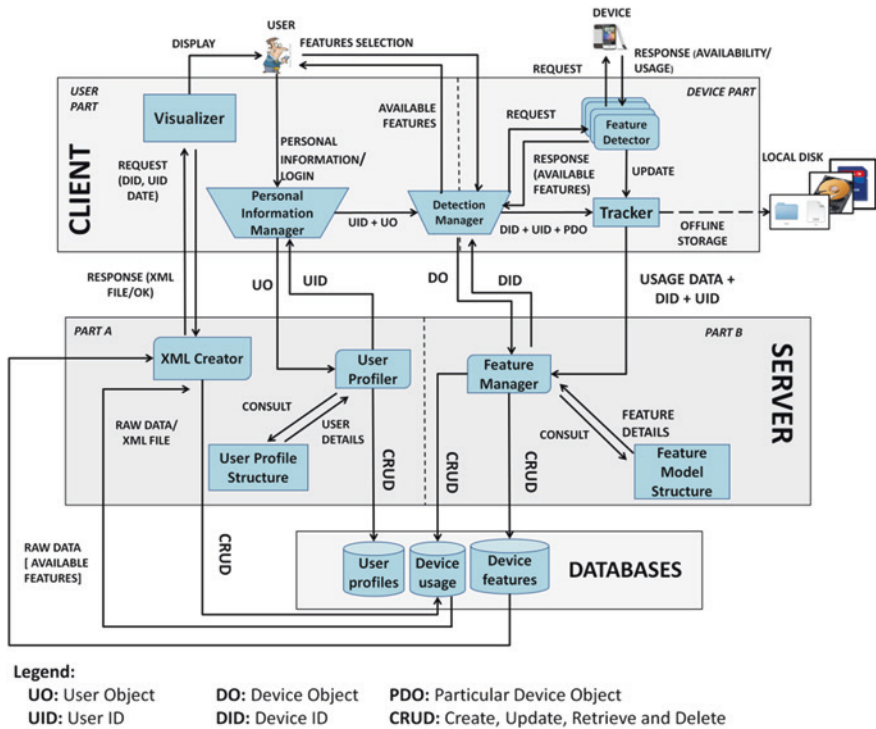 USER
DEVICE
DISPLAY
FEATURES SELECTION
RESPONSE (AVAILABILITY/
USAGE)
REQUEST
USER
PART
DEVICE PART
CLIENT
Visualizer
AVAILABLE
FEATURES
REQUEST
Feature
Detector
REQUEST
(DID, UID
DATE)
PERSONAL
INFORMATION/
LOGIN
RESPONSE
(AVAILABLE
FEATURES)
UPDATE
LOCAL DISK
Personal
Information
Manager
UID + UO
Detection
Manager
DID + UID + PDO
Tracker
OFFLINE
STORAGE
RESPONSE (XML
FILE/OK)
UO
UID
DO
DID
USAGE DATA +
DID + UID
PART A
PART B
SERVER
XML Creator
User
Profiler
Feature
Manager
RAW DATA/
XML FILE
CONSULT
USER
DETAILS
CONSULT
FEATURE
DETAILS
User Profile
Structure
Feature
Model
Structure
CRUD
CRUD
CRUD
RAW DATA
[ AVAILABLE
FEATURES]
CRUD
User
profiles
Device
usage
Device
features
DATABASES
Legend:
UO: User Object
DO: Device Object
PDO: Particular Device Object
UID: User ID
DID: Device ID
CRUD: Create, Update, Retrieve and Delete